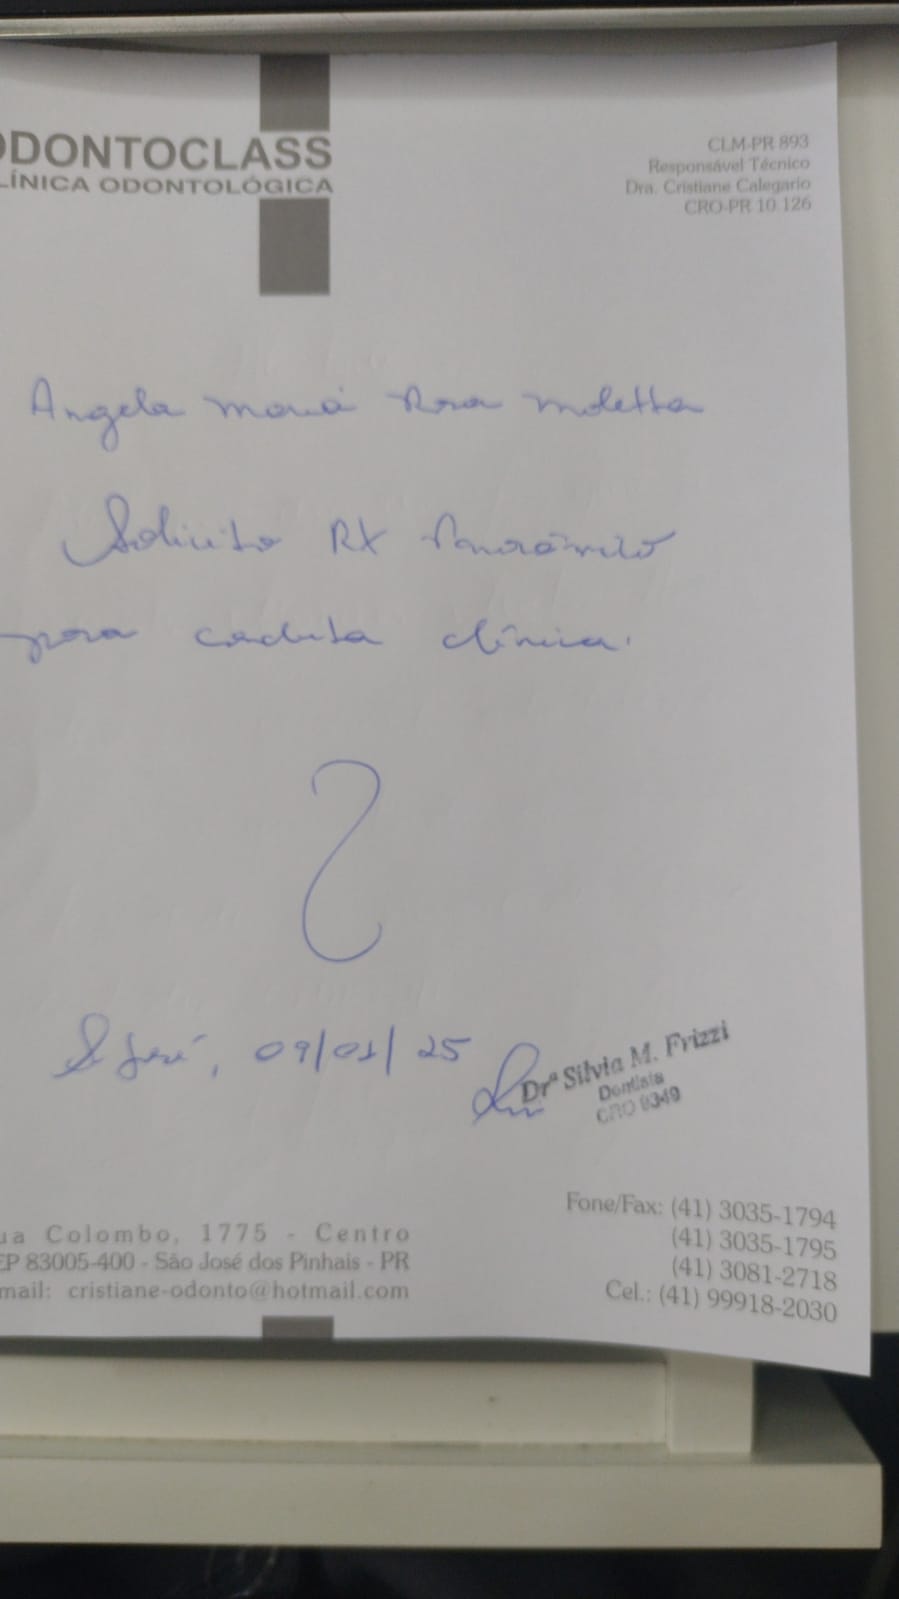 ODONTOCLASS
LÍNICA ODONTOLÓGICA
CLM-PR 893
Responsável Técnico
Dra. Cristiane Calegario
CRO-PR 10.126
Angela Maria Rosa Moletta
Solicito RX Panorâmico
para conduta clínica.
S José, 09/01/25
Drª Silvia M. Frizzi
Dentista
CRO 9349
ua Colombo, 1775 - Centro
EP 83005-400 - São José dos Pinhais - PR
mail: cristiane-odonto@hotmail.com
Fone/Fax: (41) 3035-1794
(41) 3035-1795
(41) 3081-2718
Cel.: (41) 99918-2030